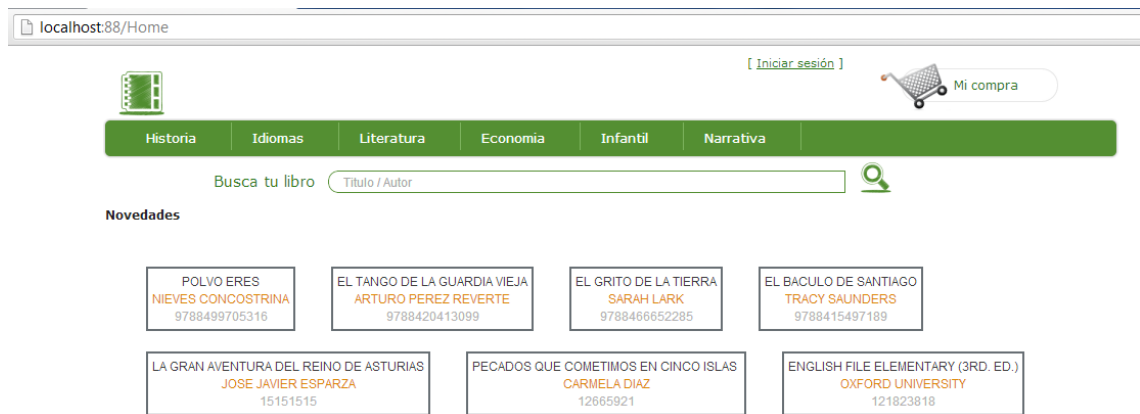 localhost:88/Home
[ Iniciar sesión ]
Mi compra
Historia Idiomas Literatura Economia Infantil Narrativa
Busca tu libro Titulo / Autor
Novedades
POLVO ERES
NIEVES CONCOSTRINA
9788499705316
EL TANGO DE LA GUARDIA VIEJA
ARTURO PEREZ REVERTE
9788420413099
EL GRITO DE LA TIERRA
SARAH LARK
9788466652285
EL BACULO DE SANTIAGO
TRACY SAUNDERS
9788415497189
LA GRAN AVENTURA DEL REINO DE ASTURIAS
JOSE JAVIER ESPARZA
15151515
PECADOS QUE COMETIMOS EN CINCO ISLAS
CARMELA DIAZ
12665921
ENGLISH FILE ELEMENTARY (3RD. ED.)
OXFORD UNIVERSITY
121823818